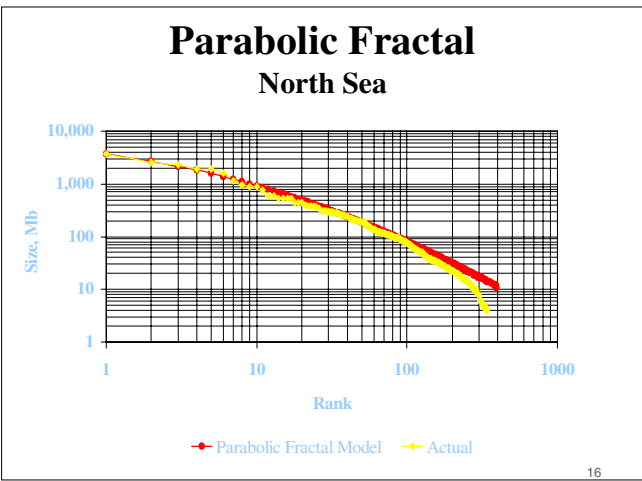 Parabolic Fractal
North Sea
10,000
1,000
100
10
1
Size, Mb
1 10 100 1000
Rank
Parabolic Fractal Model Actual
16